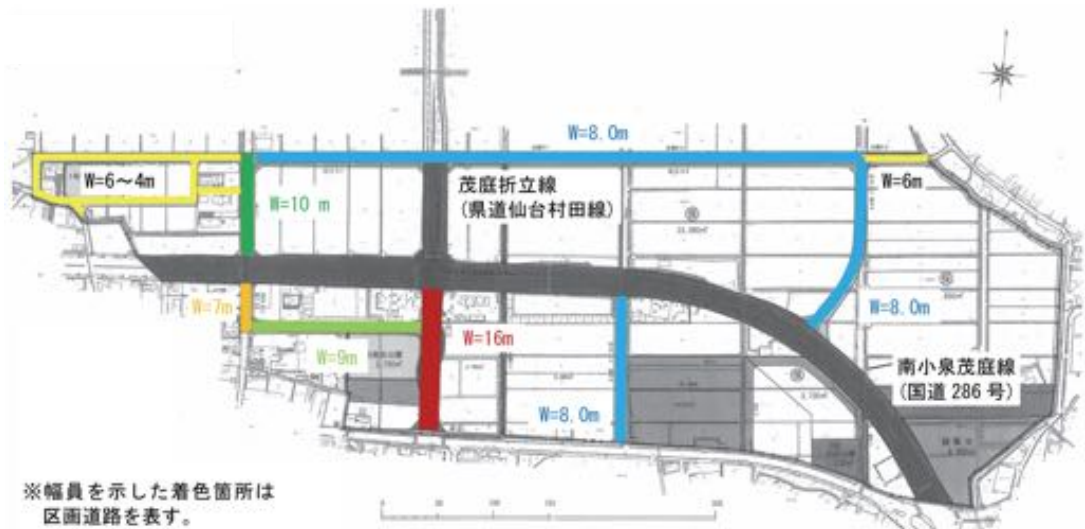 W=8.0m
W=6〜4m
茂庭折立線
(県道仙台村田線)
W=6m
W=10 m
W=7m
W=16m
W=8.0m
W=9m
南小泉茂庭線
(国道 286 号)
W=8.0m
※幅員を示した着色箇所は
区画道路を表す。